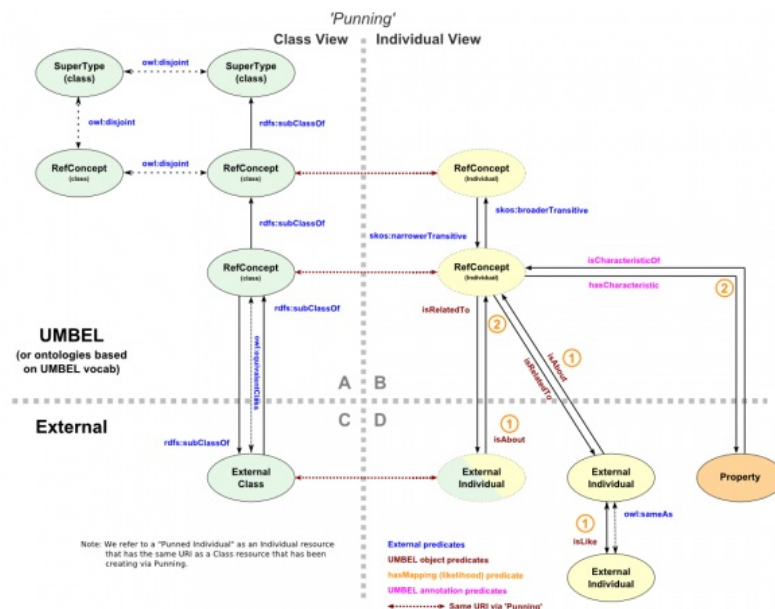 'Punning'
Class View
Individual View
SuperType
(class)
owl:disjoint
SuperType
(class)
owl:disjoint
rdfs:subClassOf
RefConcept
(class)
owl:disjoint
RefConcept
(class)
RefConcept
(Individual)
rdfs:subClassOf
skos:broaderTransitive
skos:narrowerTransitive
RefConcept
(class)
RefConcept
(Individual)
isCharacteristicOf
hasCharacteristic
2
rdfs:subClassOf
owl:equivalentClass
isRelatedTo
2
1
isAbout
isRelatedTo
UMBEL
(or ontologies based
on UMBEL vocab)
A
B
External
C
D
rdfs:subClassOf
1
isAbout
External
Class
External
Individual
External
Individual
Property
1
isLike
owl:sameAs
External
Individual
Note: We refer to a "Punned Individual" as an Individual resource
that has the same URI as a Class resource that has been
creating via Punning.
External predicates
UMBEL object predicates
hasMapping (likelihood) predicate
UMBEL annotation predicates
Same URI via 'Punning'